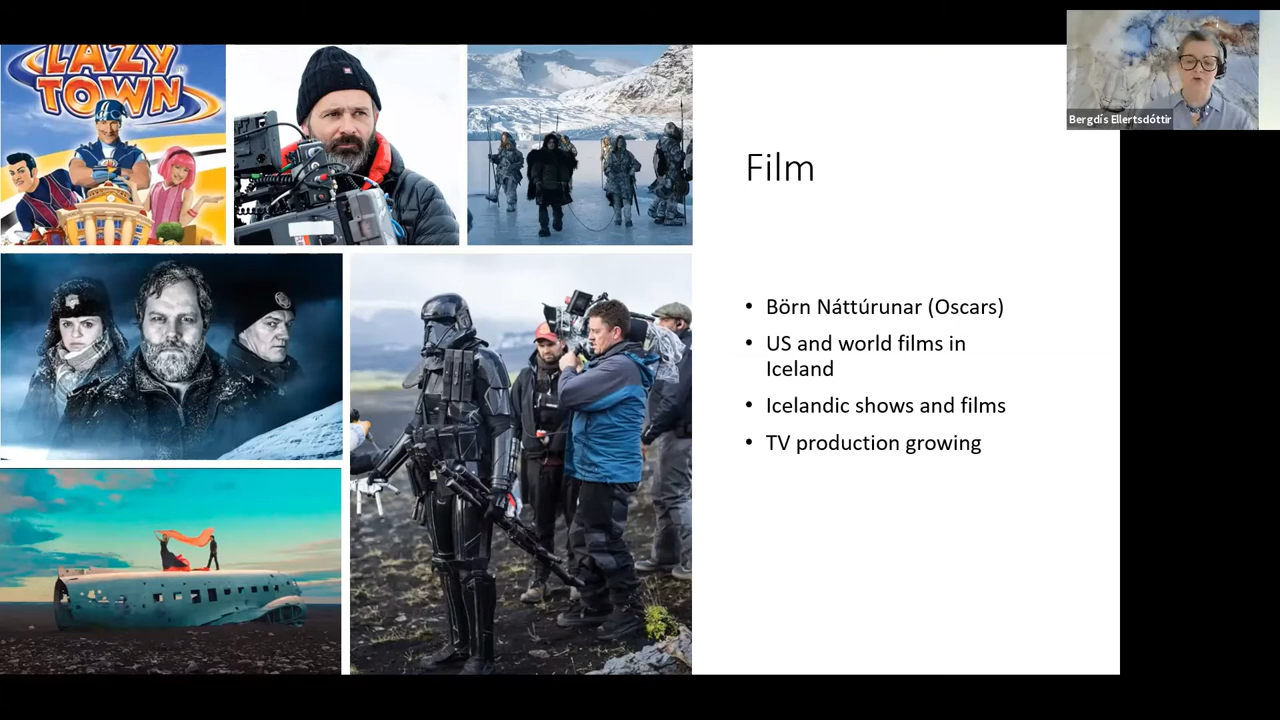 LAZY
TOWN
Bergdís Ellertsdóttir
Film
• Börn Náttúrunar (Oscars)
• US and world films in
Iceland
• Icelandic shows and films
• TV production growing